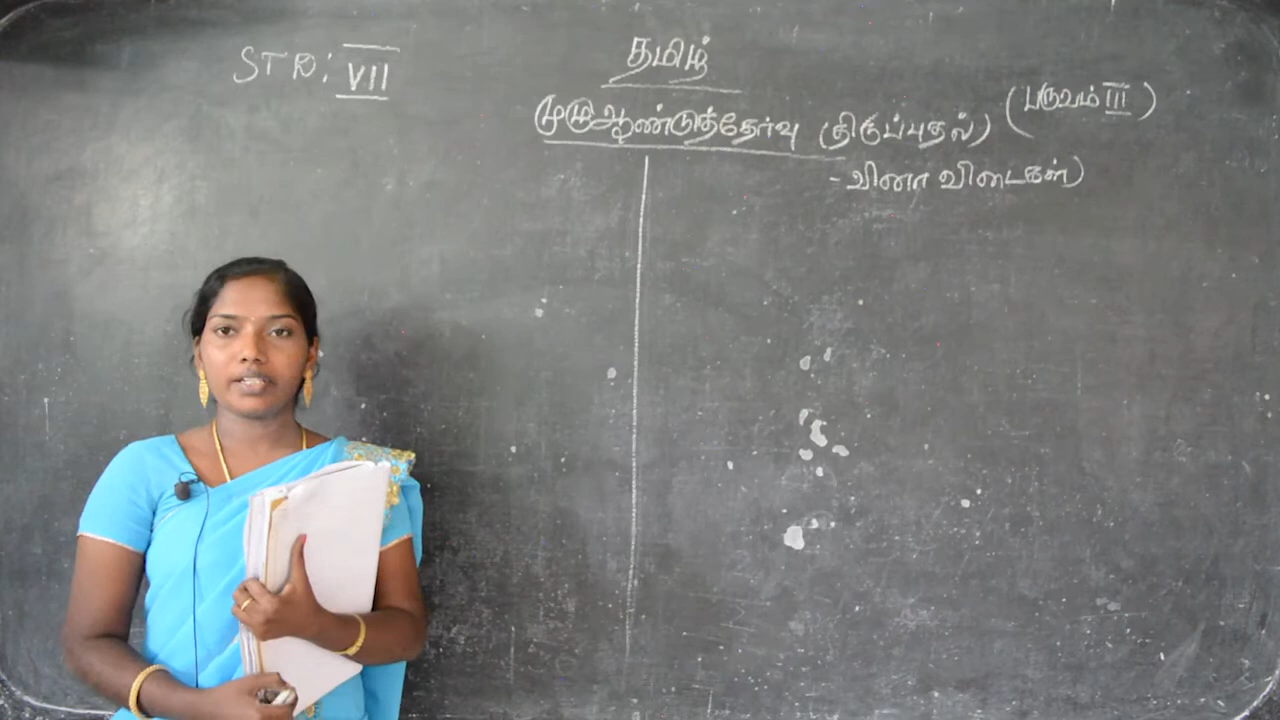 STD: VII
தமிழ்
முழுஆண்டுத்தேர்வு (திருப்புதல்) (பருவம் III)
- வினா விடைகள்)